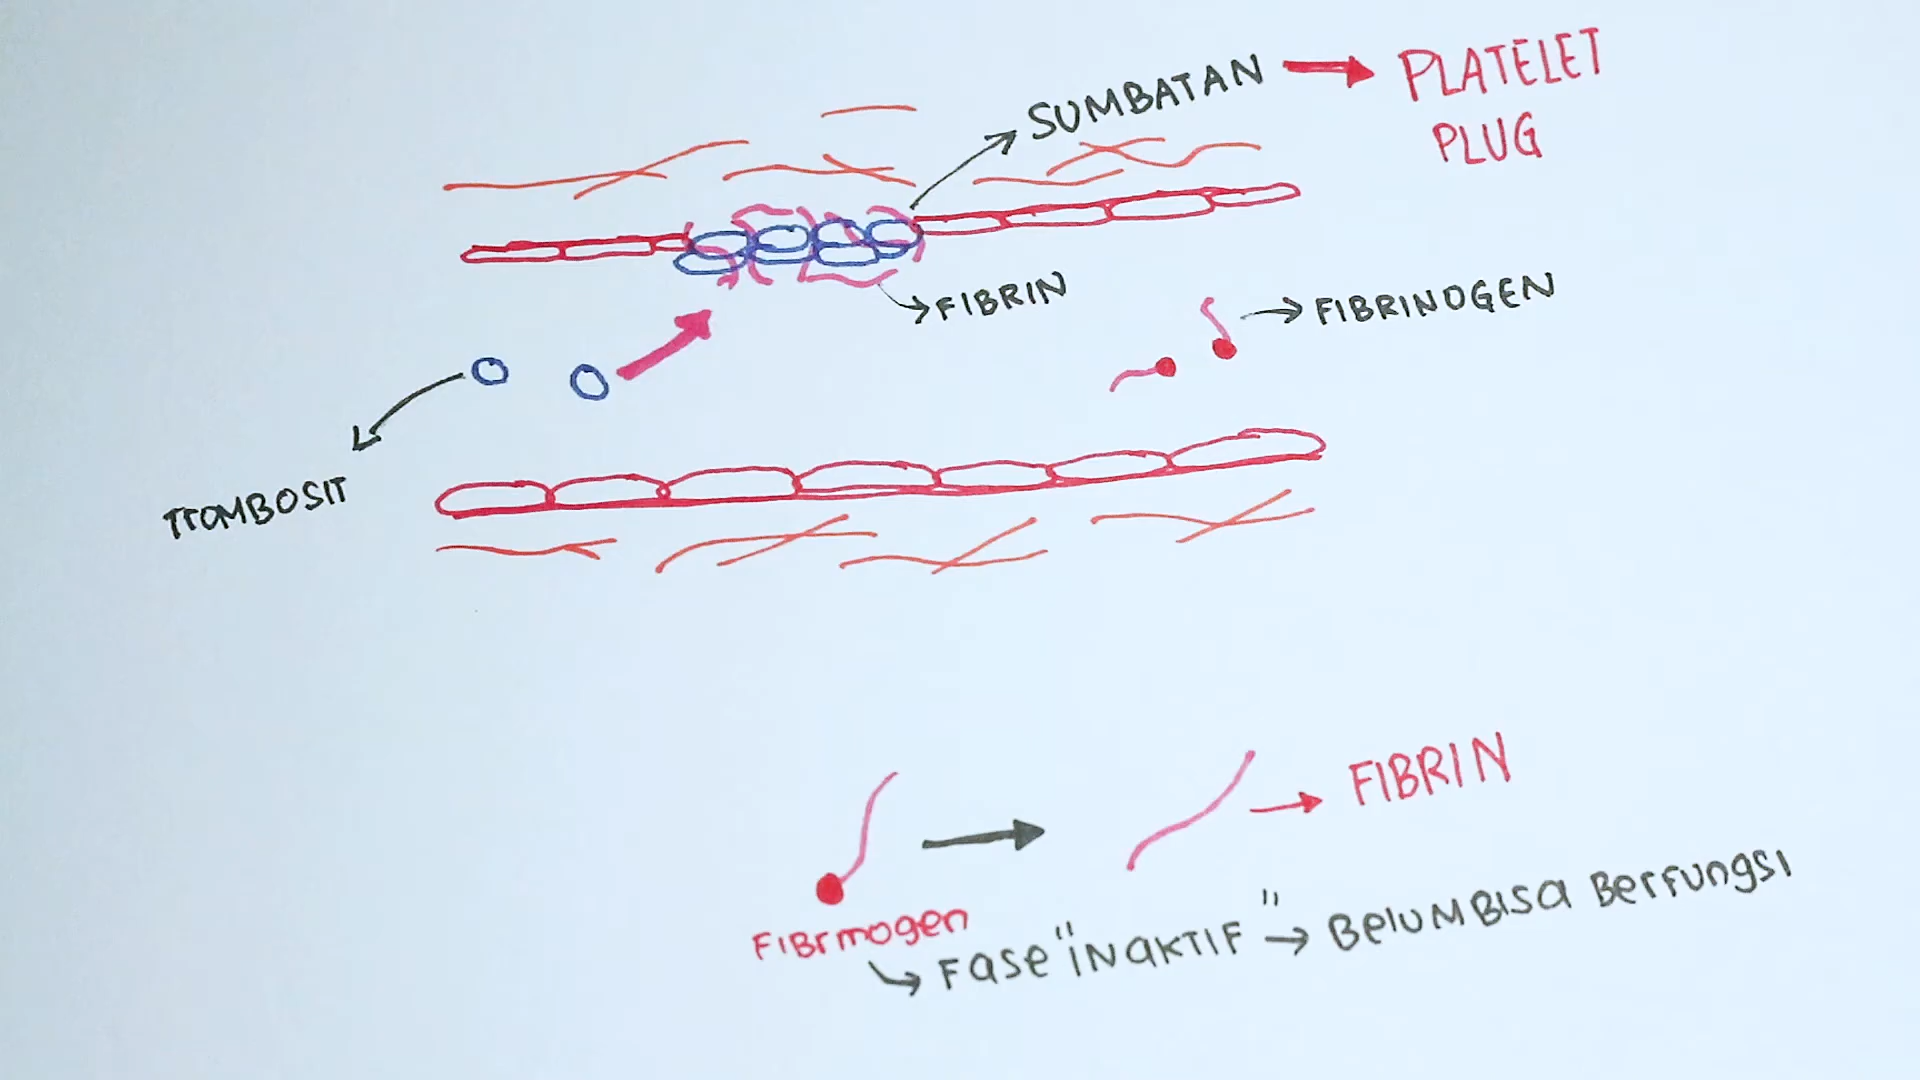 SUMBATAN → PLATELET
PLUG
FIBRIN
FIBRINOGEN
TROMBOSIT
FIBRIN
FIBrinogen
Fase "iNaKTIF" → BelUM BISa BerFungsi